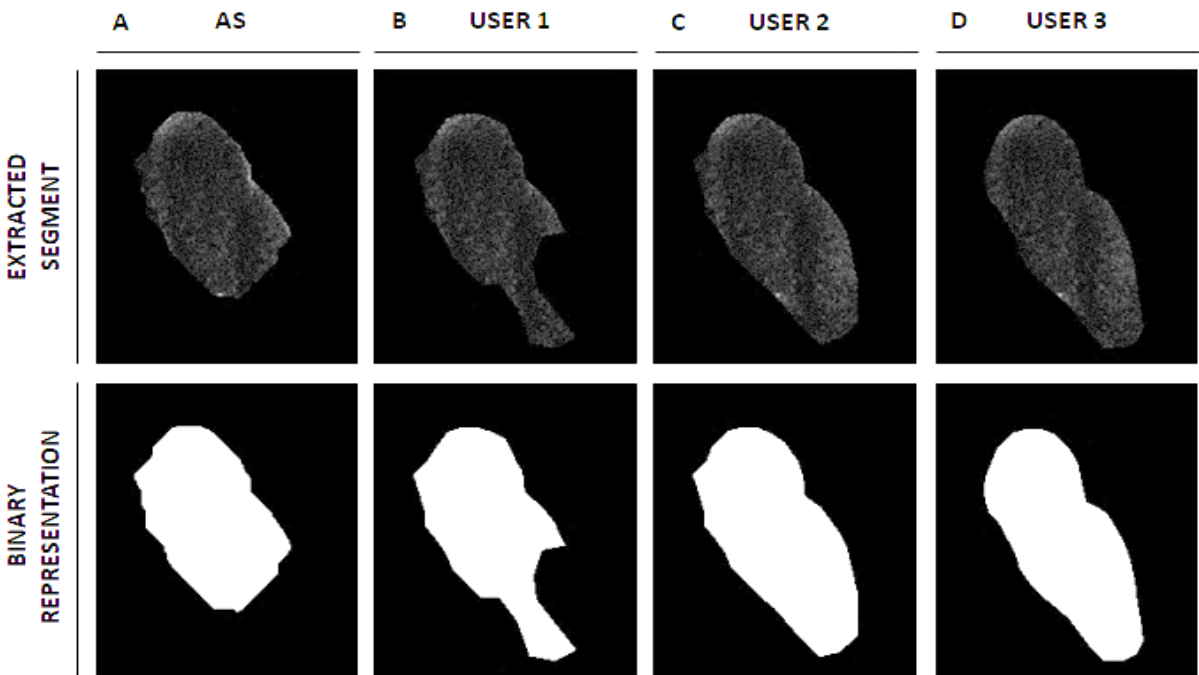 A AS B USER 1 C USER 2 D USER 3
EXTRACTED
SEGMENT
BINARY
REPRESENTATION